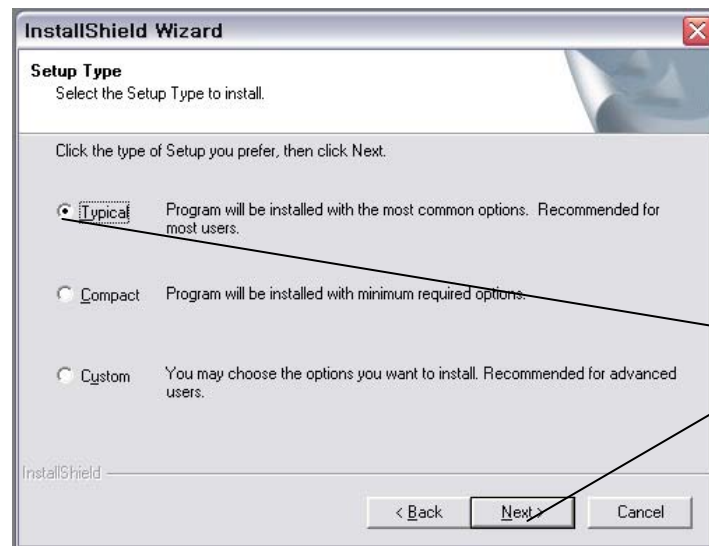 InstallShield Wizard
Setup Type
Select the Setup Type to install.
Click the type of Setup you prefer, then click Next.
Typical Program will be installed with the most common options. Recommended for
most users.
Compact Program will be installed with minimum required options.
Custom You may choose the options you want to install. Recommended for advanced
users.
InstallShield
< Back Next > Cancel